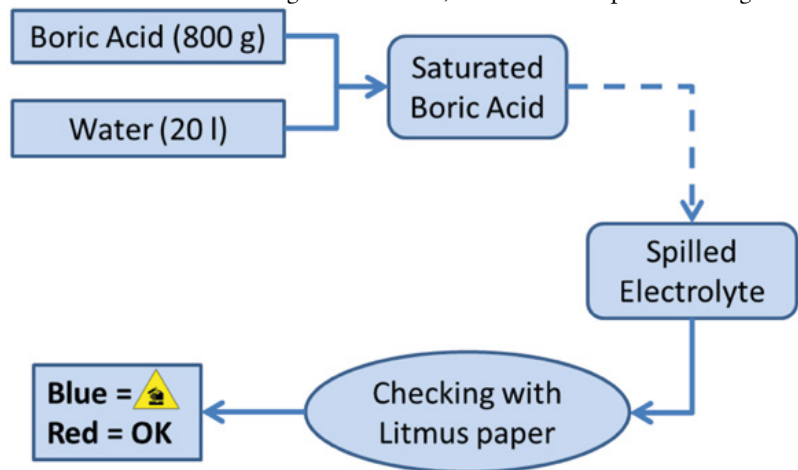 Boric Acid (800 g)
Water (20 l)
Saturated
Boric Acid
Spilled
Electrolyte
Checking with
Litmus paper
Blue =
Red = OK